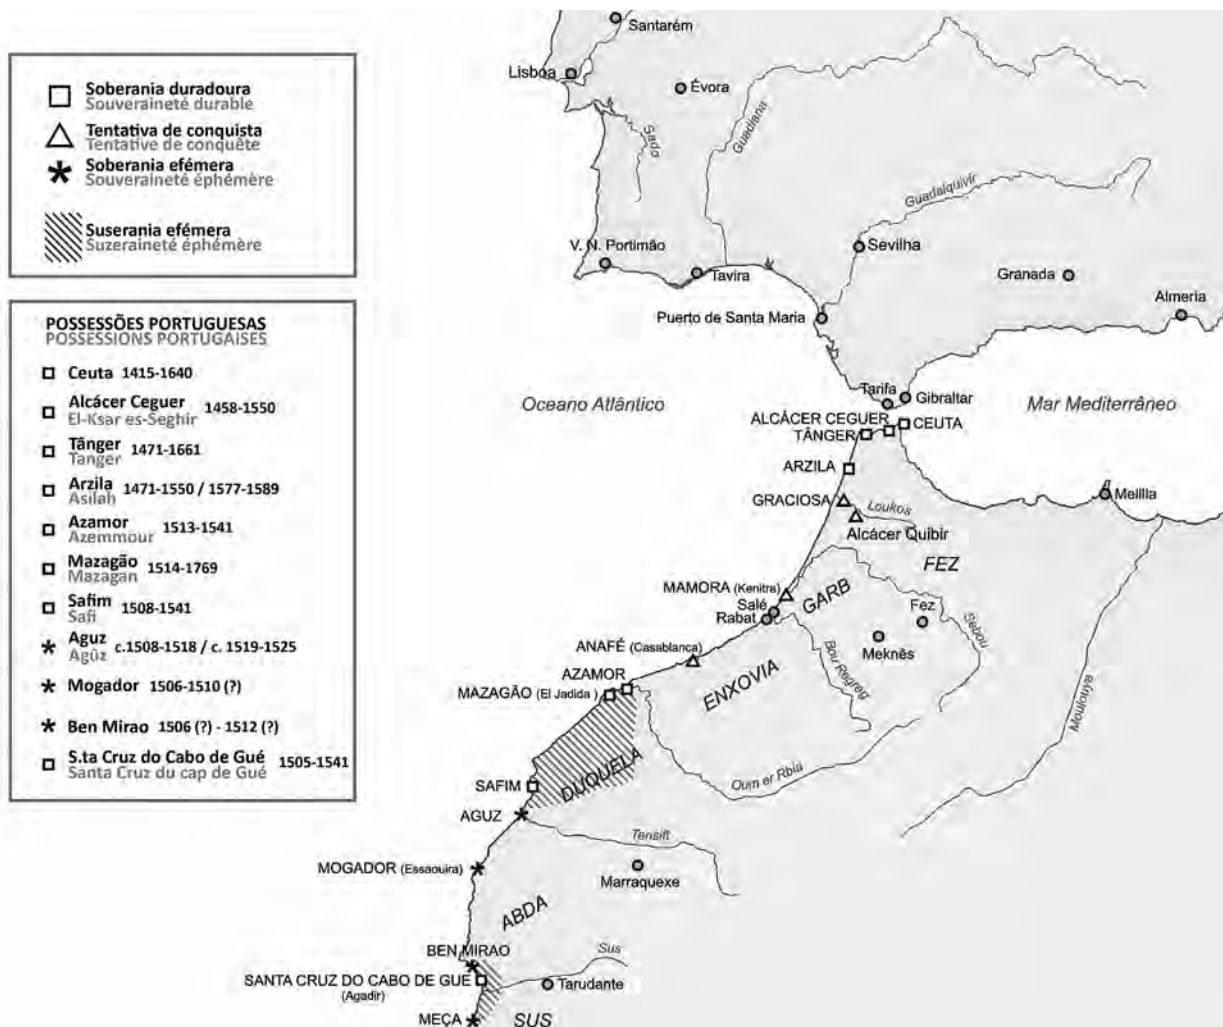 Soberania duradoura
Souveraineté durable
Tentativa de conquista
Tentative de conquête
Soberania efémera
Souveraineté éphémère
Suserania efémera
Suzeraineté éphémère
POSSESSÕES PORTUGUESAS
POSSESSIONS PORTUGAISES
Ceuta 1415-1640
Alcácer Ceguer 1458-1550
El-Ksar es-Seghir
Tânger 1471-1661
Tanger
Arzila 1471-1550 / 1577-1589
Asilah
Azamor 1513-1541
Azemmour
Mazagão 1514-1769
Mazagan
Safim 1508-1541
Safi
Aguz c.1508-1518 / c. 1519-1525
Agûz
Mogador 1506-1510 (?)
Ben Mirao 1506 (?) - 1512 (?)
S.ta Cruz do Cabo de Gué 1505-1541
Santa Cruz du cap de Gué
Santarém
Lisboa
Évora
Sado
Guadiana
Guadalquivir
V. N. Portimão
Tavira
Sevilha
Granada
Almeria
Puerto de Santa Maria
Oceano Atlântico
Tarifa
Gibraltar
Mar Mediterrâneo
ALCÁCER CEGUER
TÂNGER
CEUTA
ARZILA
Melilla
GRACIOSA
Loukos
Alcácer Quibir
FEZ
MAMORA (Kenitra)
GARB
Salé
Rabat
Fez
Meknês
Sebou
Bou Regreg
Moulouya
ANAFÉ (Casablanca)
ENXOVIA
AZAMOR
MAZAGÃO (El Jadida )
DUQUELA
Oum er Rbia
SAFIM
AGUZ
Tensift
MOGADOR (Essaouira)
Marraquexe
ABDA
BEN MIRAO
Sus
SANTA CRUZ DO CABO DE GUÉ
(Agadir)
Tarudante
MEÇA
SUS